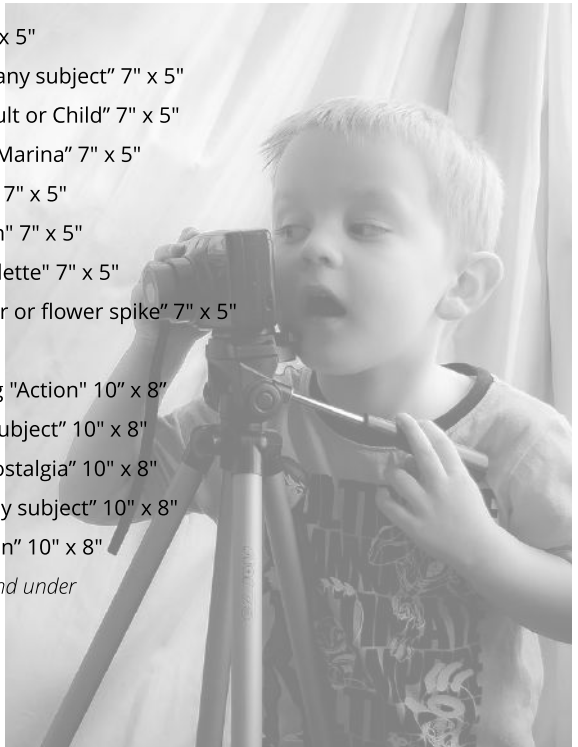 x 5"
any subject” 7" x 5"
ult or Child” 7" x 5"
Marina” 7" x 5"
7" x 5"
n" 7" x 5"
lette" 7" x 5"
r or flower spike” 7" x 5"
g "Action" 10” x 8”
ubject” 10" x 8"
ostalgia” 10" x 8"
y subject” 10" x 8"
n” 10" x 8"
nd under